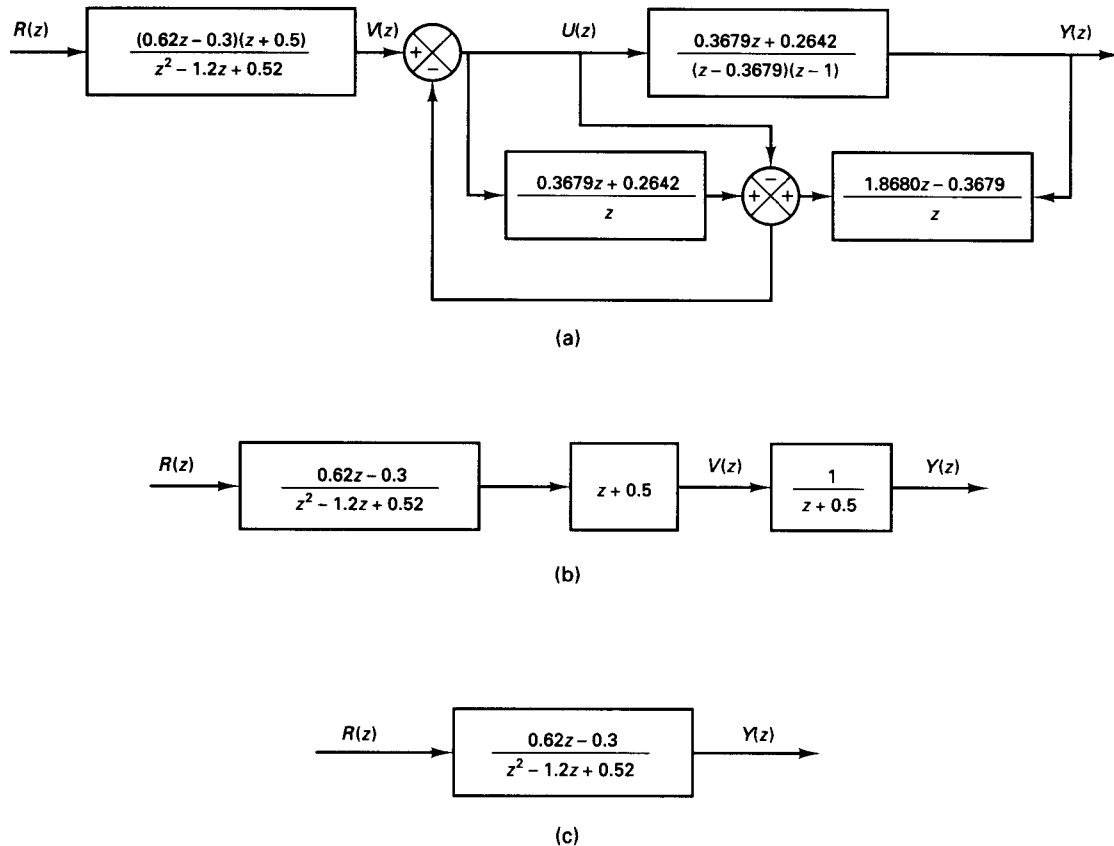 R(z)
(0.62z – 0.3)(z + 0.5)
z² – 1.2z + 0.52
V(z)
+
–
U(z)
0.3679z + 0.2642
(z – 0.3679)(z – 1)
Y(z)
0.3679z + 0.2642
z
–
+ +
1.8680z – 0.3679
z
(a)
R(z)
0.62z – 0.3
z² – 1.2z + 0.52
z + 0.5
V(z)
1
z + 0.5
Y(z)
(b)
R(z)
0.62z – 0.3
z² – 1.2z + 0.52
Y(z)
(c)